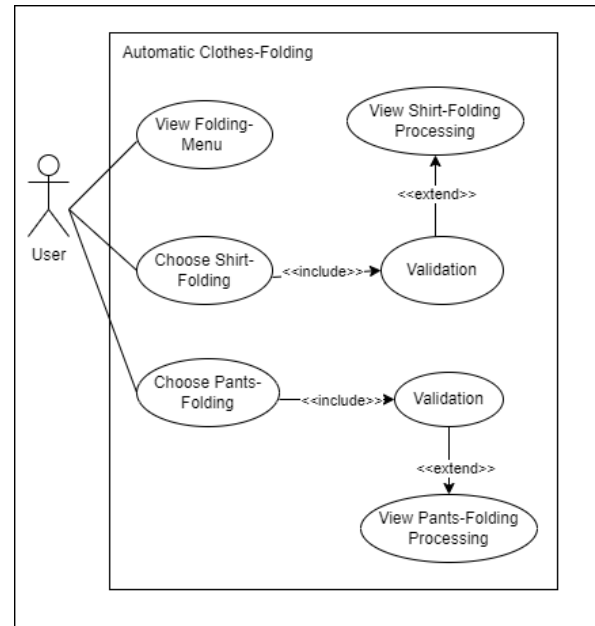 Automatic Clothes-Folding
View Folding-
Menu
View Shirt-Folding
Processing
<<extend>>
User
Choose Shirt-
Folding
<<include>>
Validation
Choose Pants-
Folding
<<include>>
Validation
<<extend>>
View Pants-Folding
Processing